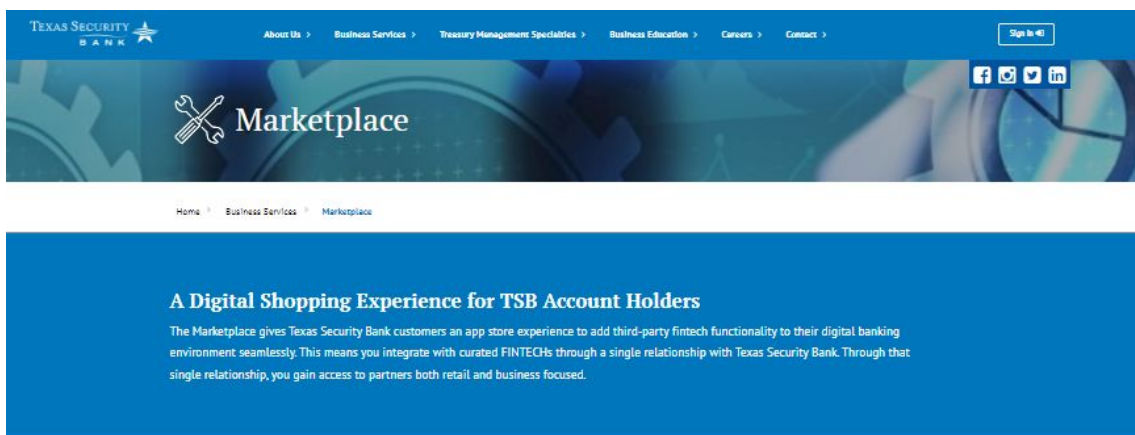 TEXAS SECURITY
BANK
About Us >
Business Services >
Treasury Management Specialties >
Business Education >
Careers >
Contact >
Sign In
Marketplace
Home
Business Services
Marketplace
A Digital Shopping Experience for TSB Account Holders
The Marketplace gives Texas Security Bank customers an app store experience to add third-party fintech functionality to their digital banking
environment seamlessly. This means you integrate with curated FINTECHs through a single relationship with Texas Security Bank. Through that
single relationship, you gain access to partners both retail and business focused.